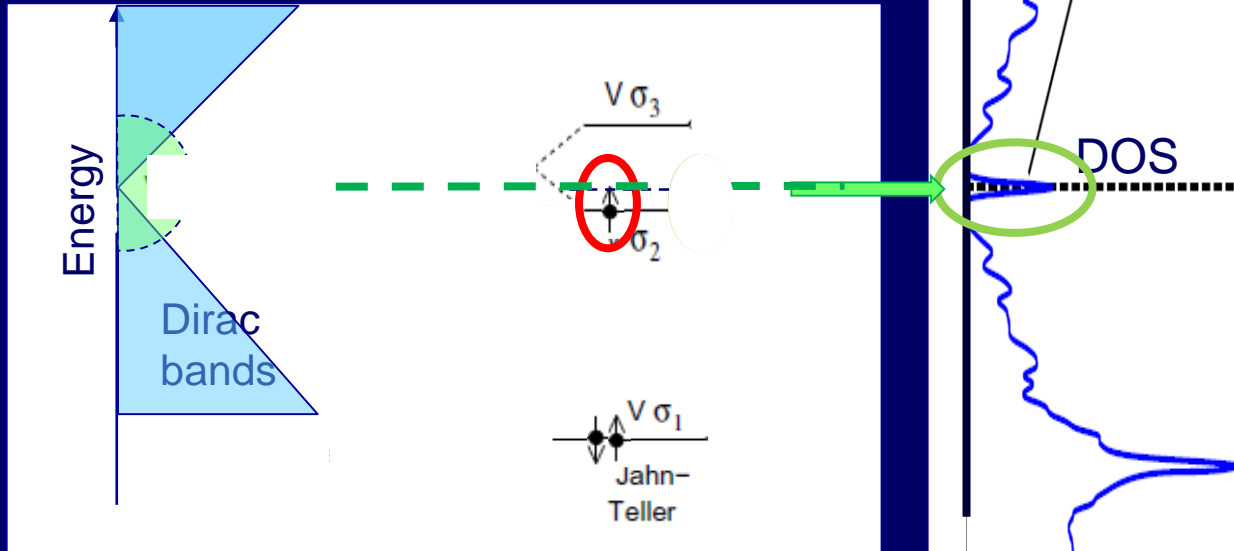 Energy
Dirac
bands
V σ₃
σ₂
V σ₁
Jahn–
Teller
DOS